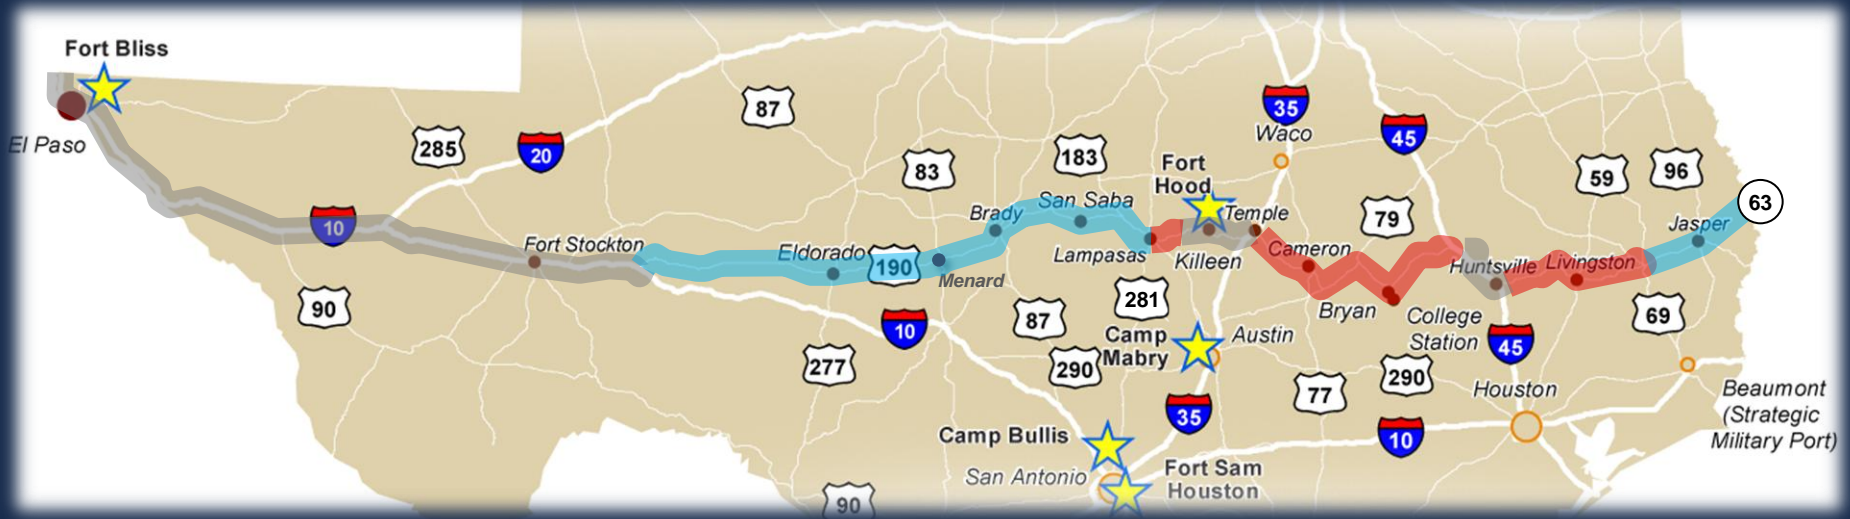 Fort Bliss
El Paso
285
20
87
83
183
35
Waco
45
59
96
63
Fort
Hood
10
Fort Stockton
Eldorado
190
Menard
Brady
San Saba
Lampasas
Killeen
Temple
Cameron
79
Huntsville
Livingston
Jasper
90
10
87
281
Bryan
College
Station
45
69
277
290
Camp
Mabry
Austin
77
290
Houston
Beaumont
(Strategic
Military Port)
35
10
Camp Bullis
San Antonio
Fort Sam
Houston
90